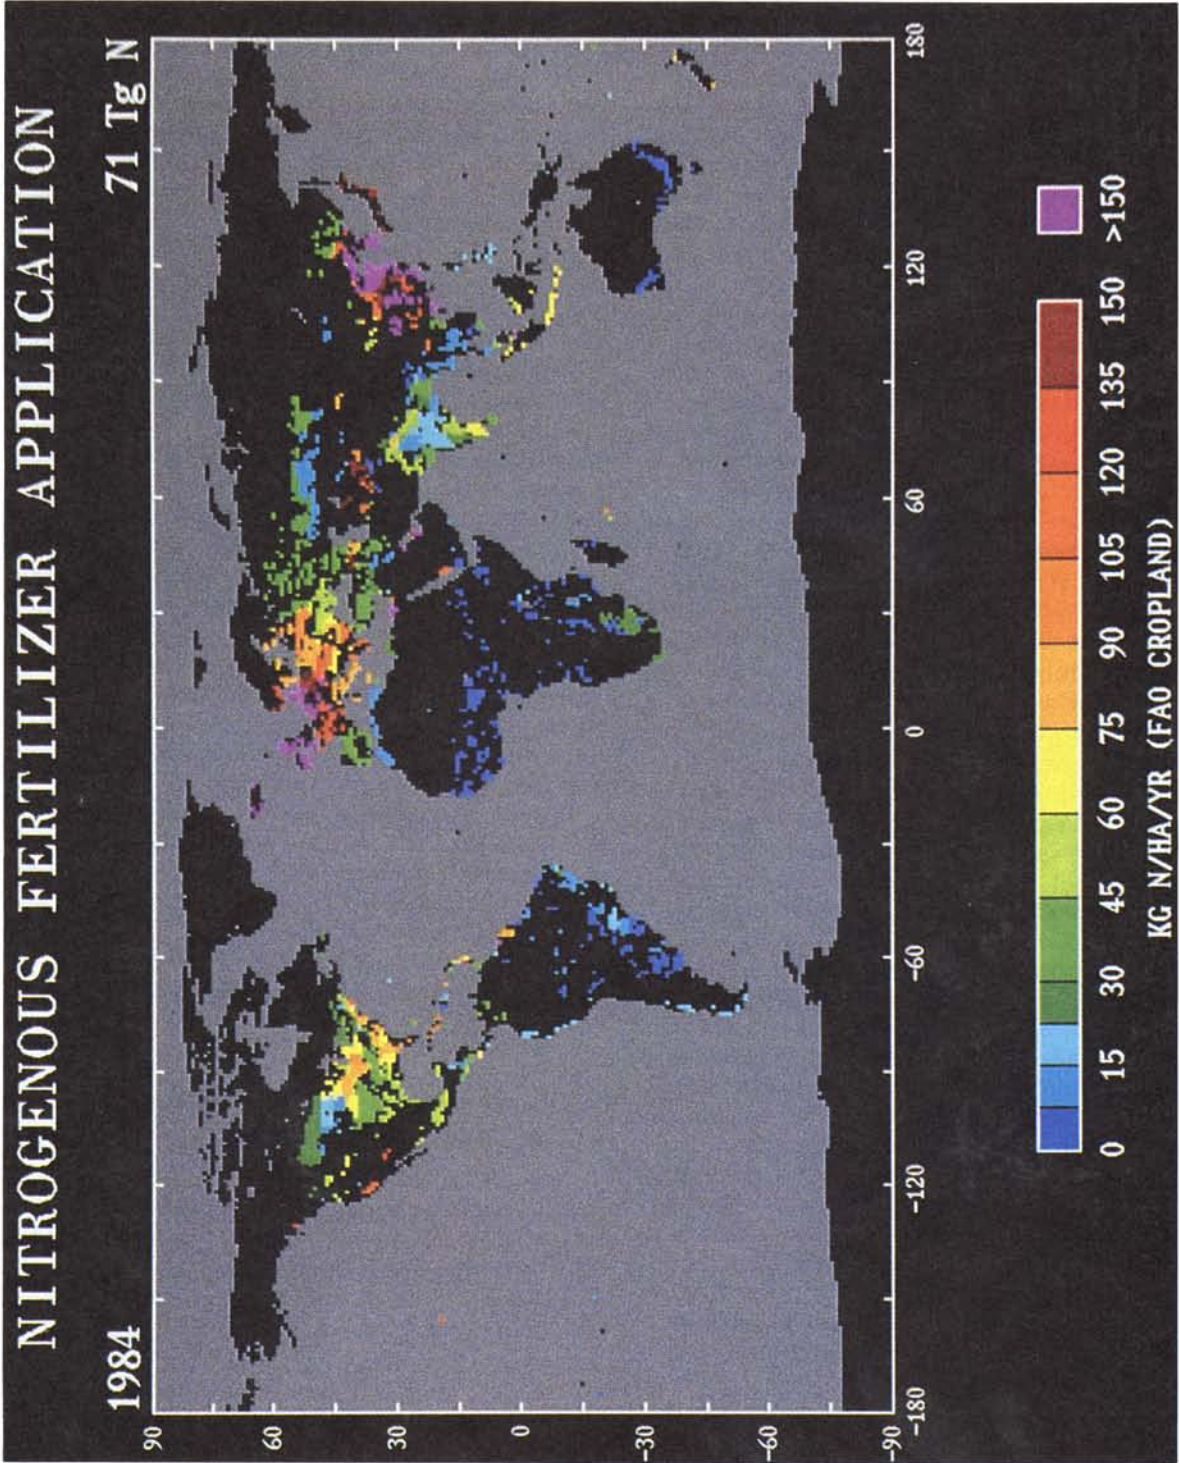 NITROGENOUS FERTILIZER APPLICATION
1984 71 Tg N
90
60
30
0
-30
-60
-90
-180 -120 -60 0 60 120 180
0 15 30 45 60 75 90 105 120 135 150 >150
KG N/HA/YR (FAO CROPLAND)